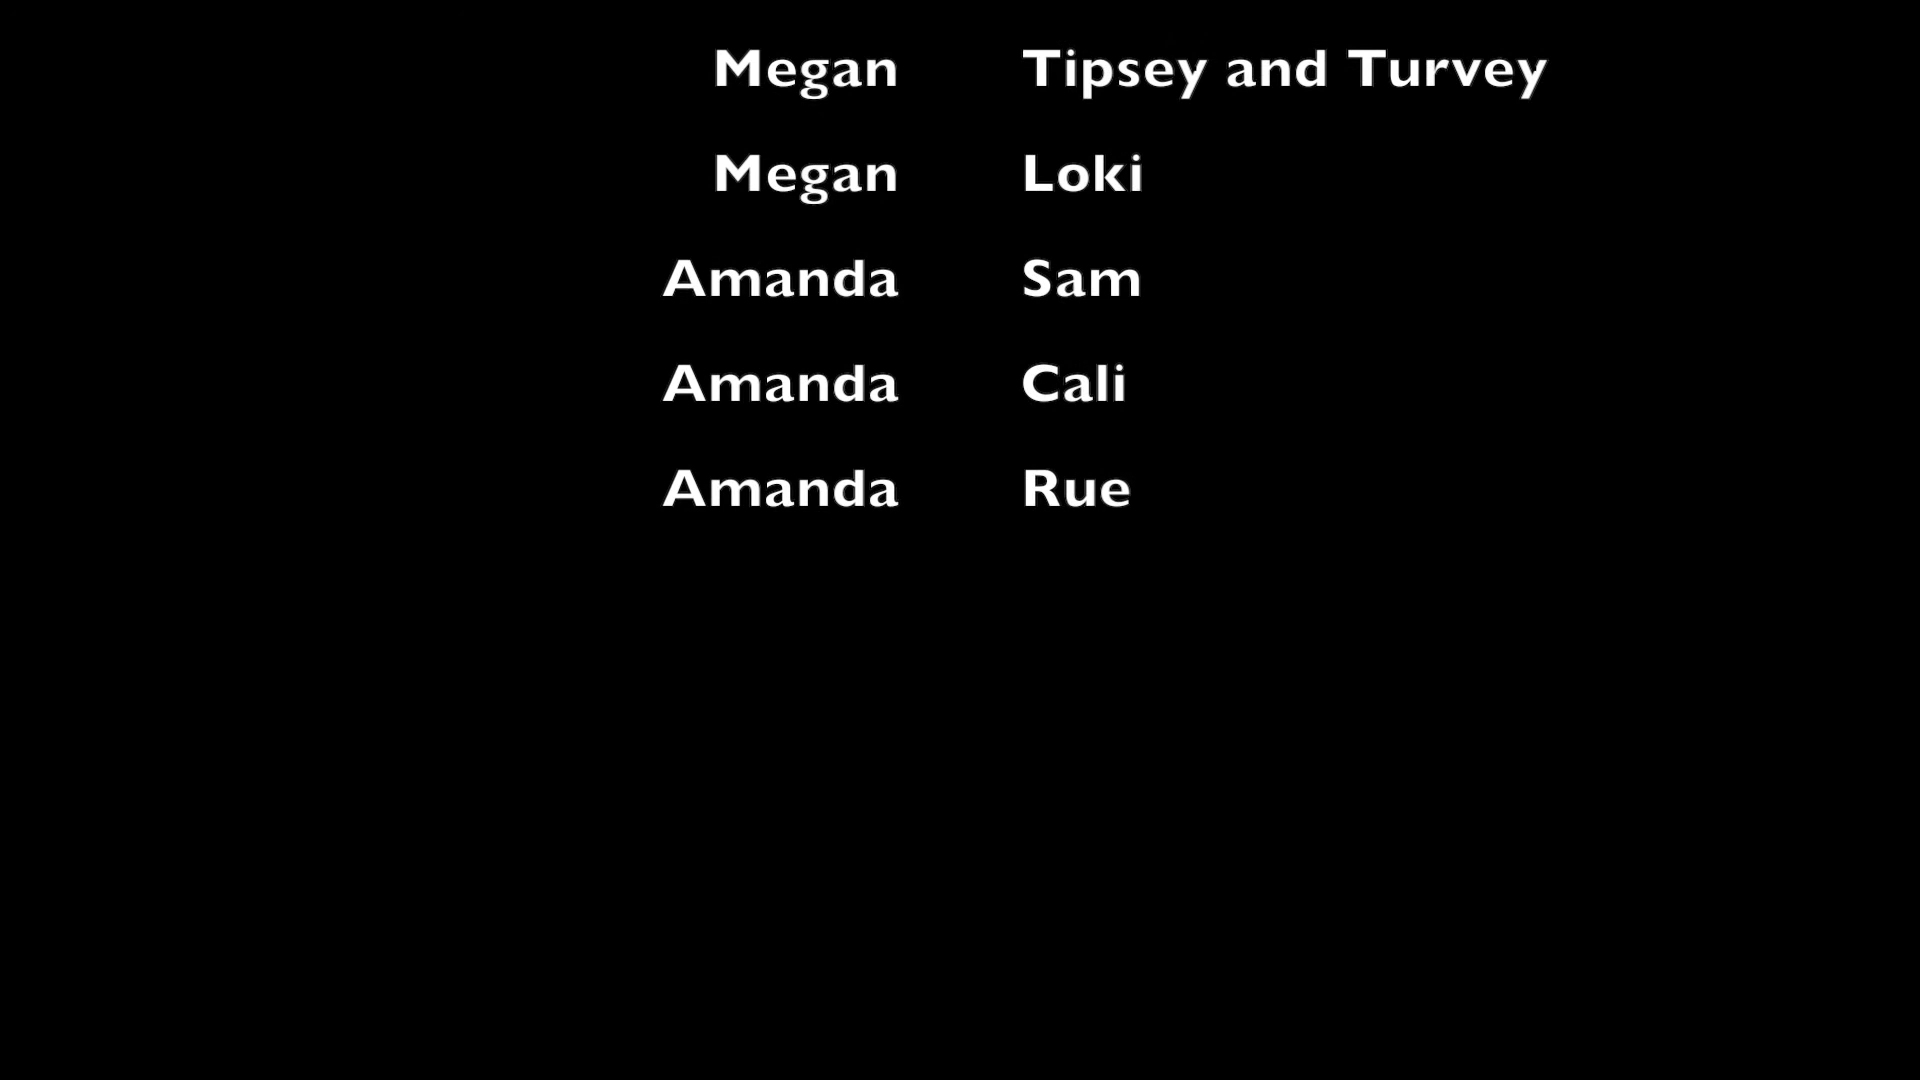 Megan Tipsey and Turvey
Megan Loki
Amanda Sam
Amanda Cali
Amanda Rue